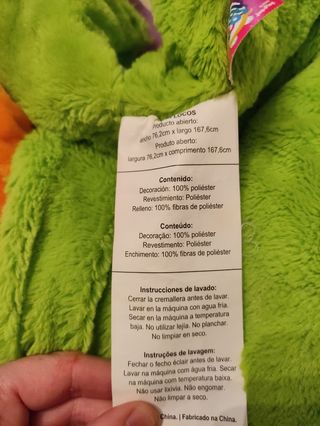 LOCOS
Producto abierto:
ancho 76,2cm x largo 167,6cm
Produto aberto:
largura 76,2cm x comprimento 167,6cm
Contenido:
Decoración: 100% poliéster
Revestimiento: Poliéster
Relleno: 100% fibras de poliéster
Conteúdo:
Decoração: 100% poliéster
Revestimento: Poliéster
Enchimento: 100% fibras de poliéster
Instrucciones de lavado:
Cerrar la cremallera antes de lavar.
Lavar en la máquina con agua fría.
Secar en la máquina a temperatura
baja. No utilizar lejía. No planchar.
No limpiar en seco.
Instruções de lavagem:
Fechar o fecho éclair antes de lavar.
Lavar na máquina com água fria. Secar
na máquina com temperatura baixa.
Não usar lixívia. Não engomar.
Não limpar a seco.
China. | Fabricado na China.